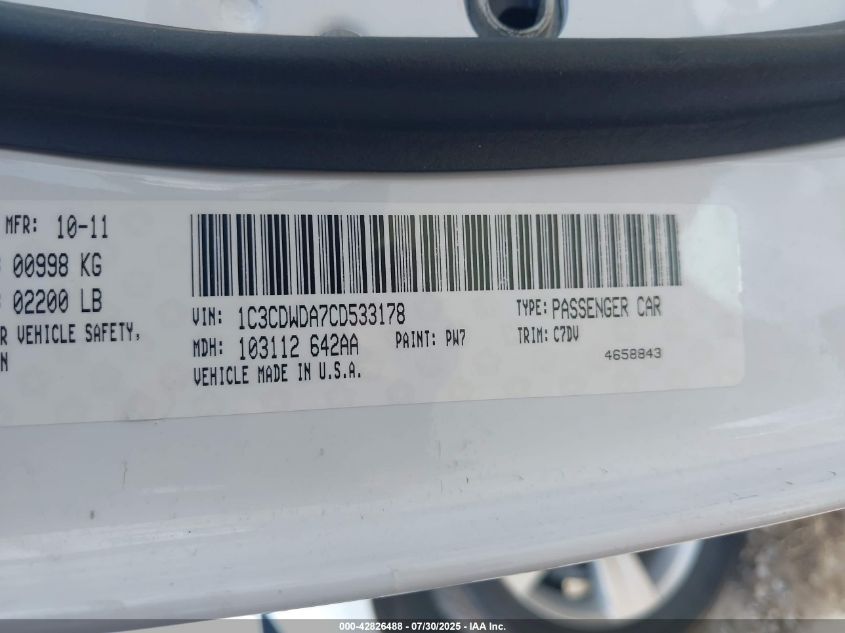 MFR: 10-11
00998 KG
02200 LB
R VEHICLE SAFETY,
N
VIN: 1C3CDWDA7CD533178 TYPE: PASSENGER CAR
MDH: 103112 642AA PAINT: PW7 TRIM: C7DV
VEHICLE MADE IN U.S.A. 4658843
000-42826488 - 07/30/2025 - IAA Inc.